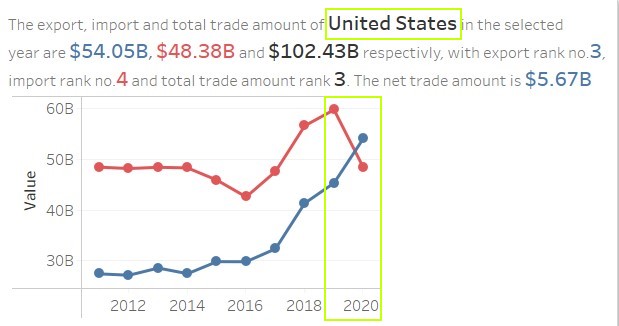 The export, import and total trade amount of United States in the selected
year are $54.05B, $48.38B and $102.43B respectivly, with export rank no.3,
import rank no.4 and total trade amount rank 3. The net trade amount is $5.67B
60B
50B
40B
30B
Value
2012 2014 2016 2018 2020